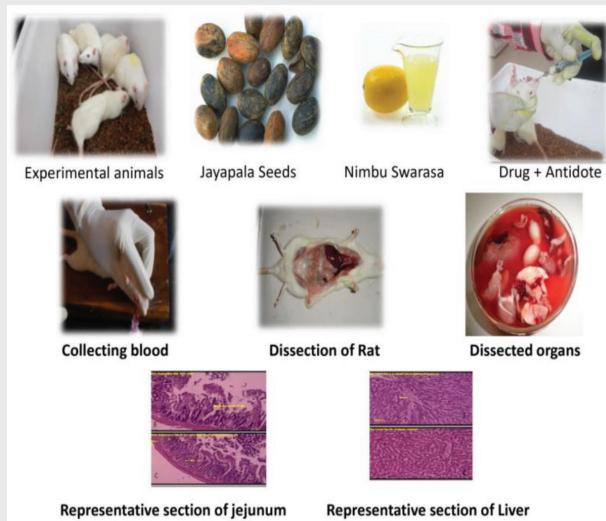 Experimental animals
Jayapala Seeds
Nimbu Swarasa
Drug + Antidote
Collecting blood
Dissection of Rat
Dissected organs
Representative section of jejunum
Representative section of Liver